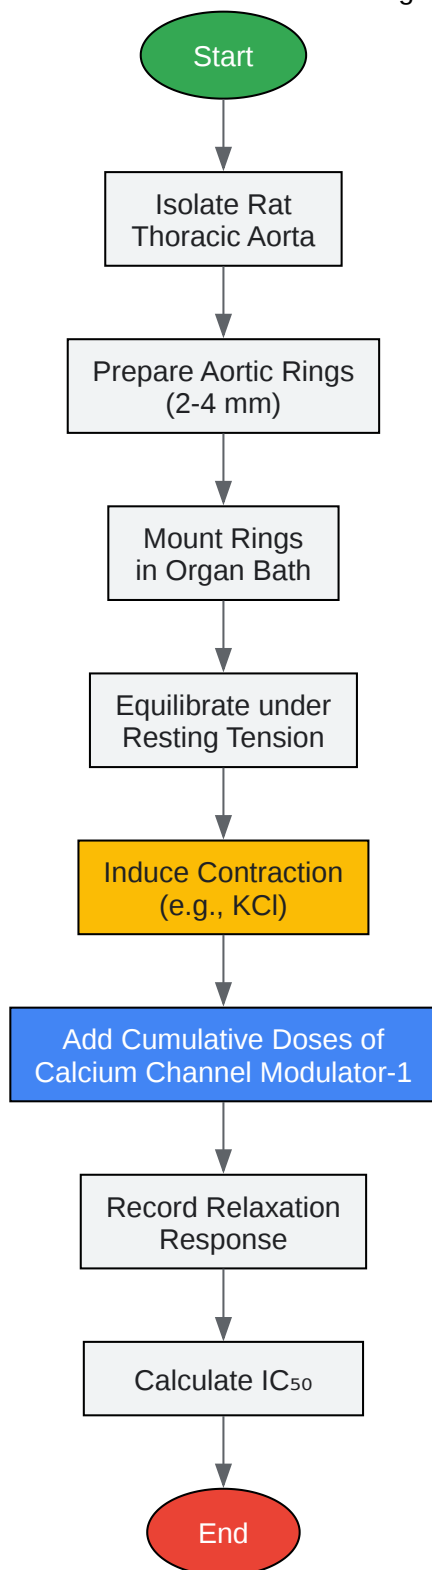 Start
Isolate Rat
Thoracic Aorta
Prepare Aortic Rings
(2-4 mm)
Mount Rings
in Organ Bath
Equilibrate under
Resting Tension
Induce Contraction
(e.g., KCl)
Add Cumulative Doses of
Calcium Channel Modulator-1
Record Relaxation
Response
Calculate IC₅₀
End